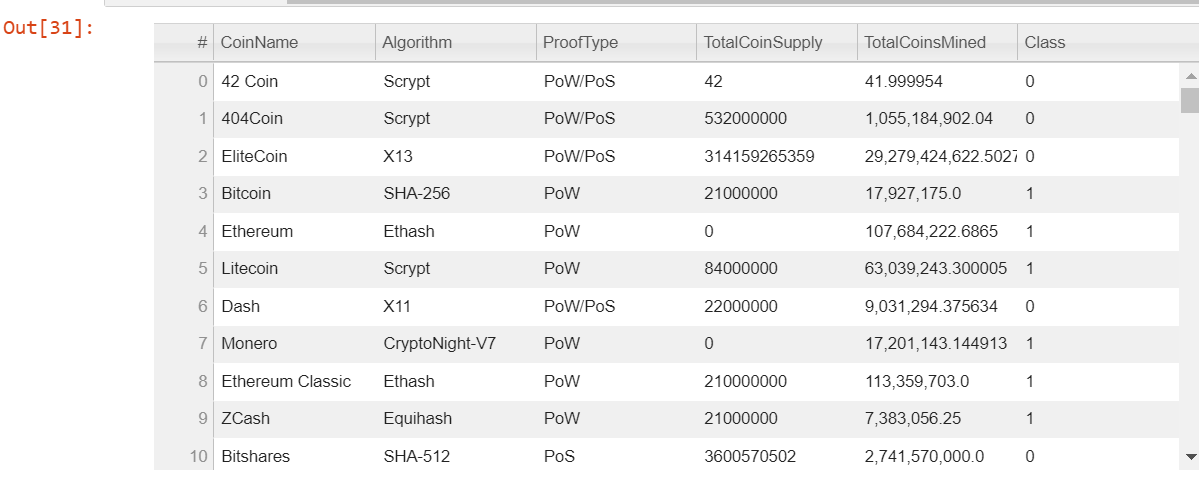 Out[31]:
# CoinName Algorithm ProofType TotalCoinSupply TotalCoinsMined Class
0 42 Coin Scrypt PoW/PoS 42 41.999954 0
1 404Coin Scrypt PoW/PoS 532000000 1,055,184,902.04 0
2 EliteCoin X13 PoW/PoS 314159265359 29,279,424,622.5027 0
3 Bitcoin SHA-256 PoW 21000000 17,927,175.0 1
4 Ethereum Ethash PoW 0 107,684,222.6865 1
5 Litecoin Scrypt PoW 84000000 63,039,243.300005 1
6 Dash X11 PoW/PoS 22000000 9,031,294.375634 0
7 Monero CryptoNight-V7 PoW 0 17,201,143.144913 1
8 Ethereum Classic Ethash PoW 210000000 113,359,703.0 1
9 ZCash Equihash PoW 21000000 7,383,056.25 1
10 Bitshares SHA-512 PoS 3600570502 2,741,570,000.0 0